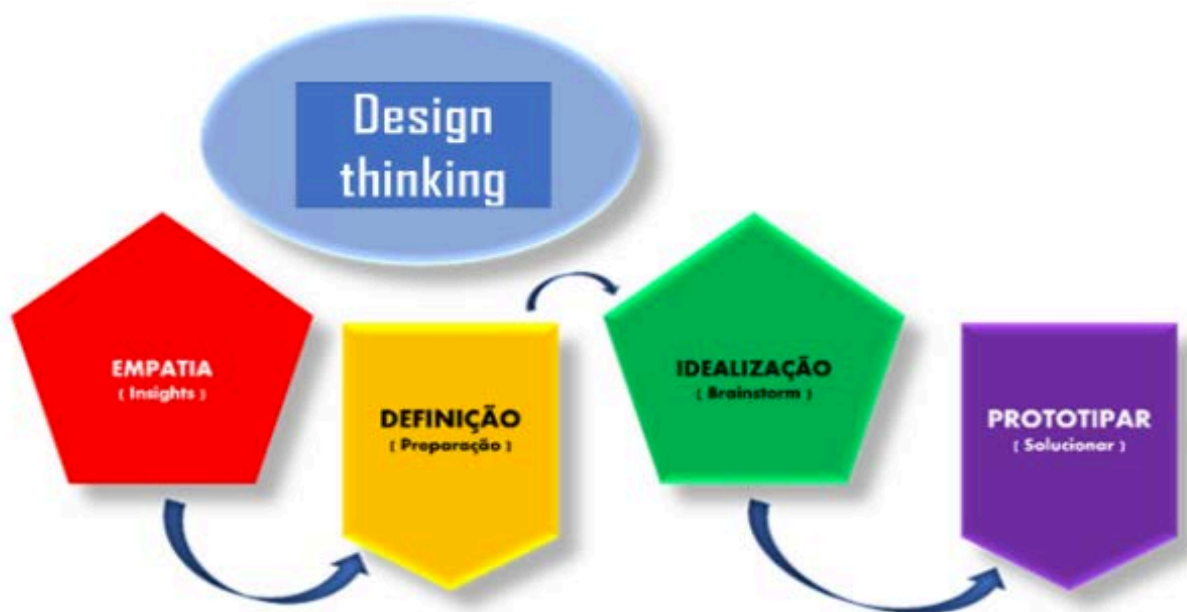 Design
thinking
EMPATIA
( Insights )
DEFINIÇÃO
( Preparação )
IDEALIZAÇÃO
( Brainstorm )
PROTOTIPAR
( Solucionar )